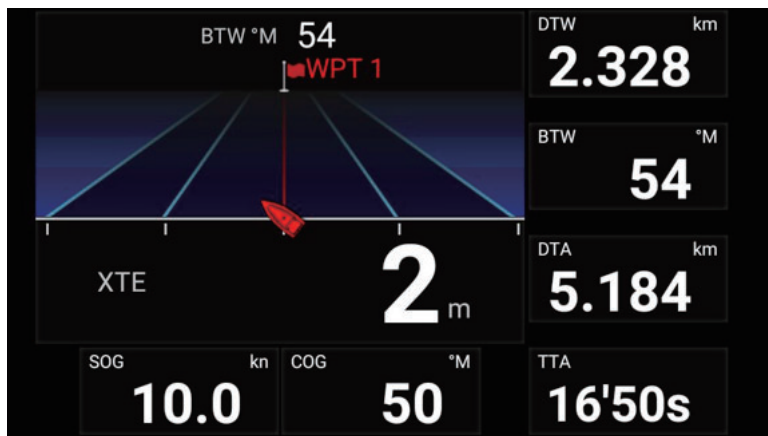 BTW °M 54
WPT 1
XTE 2 m
SOG kn
10.0
COG °M
50
DTW km
2.328
BTW °M
54
DTA km
5.184
TTA
16'50s